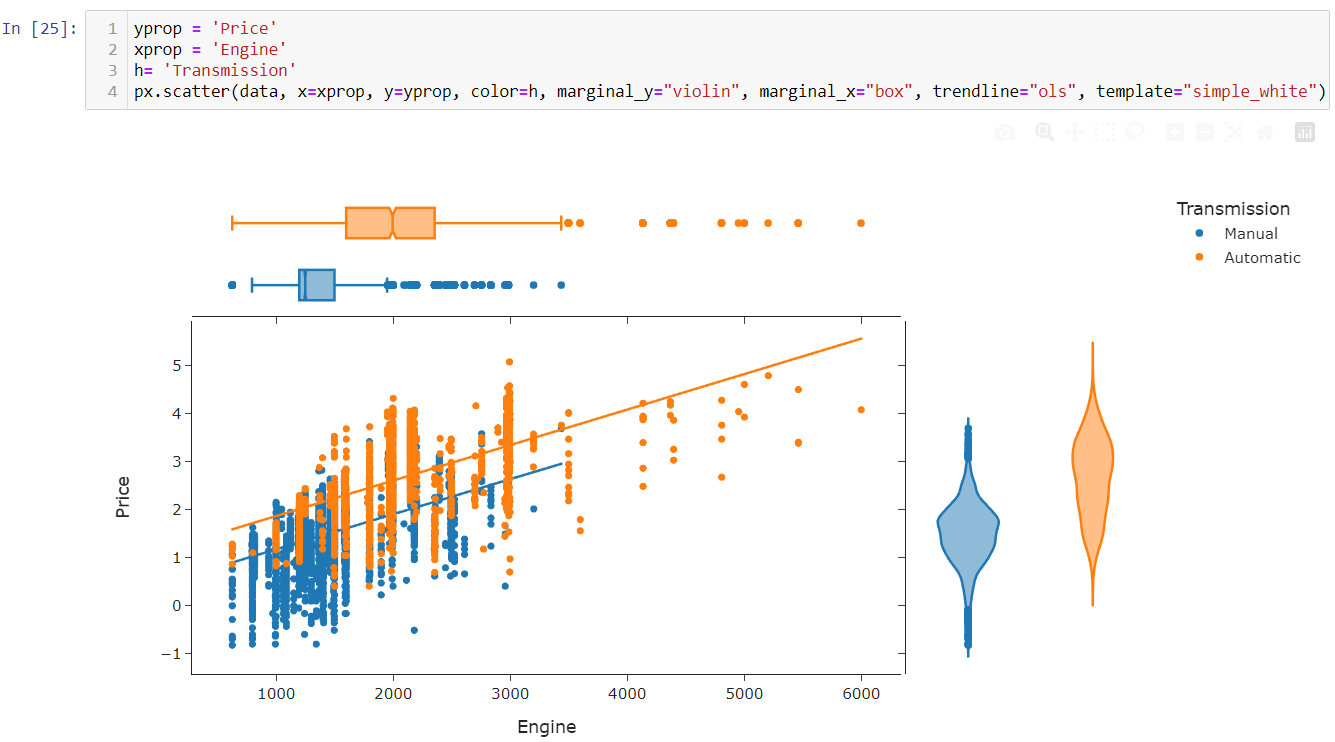 In [25]:
1 yprop = 'Price'
2 xprop = 'Engine'
3 h= 'Transmission'
4 px.scatter(data, x=xprop, y=yprop, color=h, marginal_y="violin", marginal_x="box", trendline="ols", template="simple_white")
Transmission
Manual
Automatic
5
4
3
2
1
0
−1
Price
1000 2000 3000 4000 5000 6000
Engine